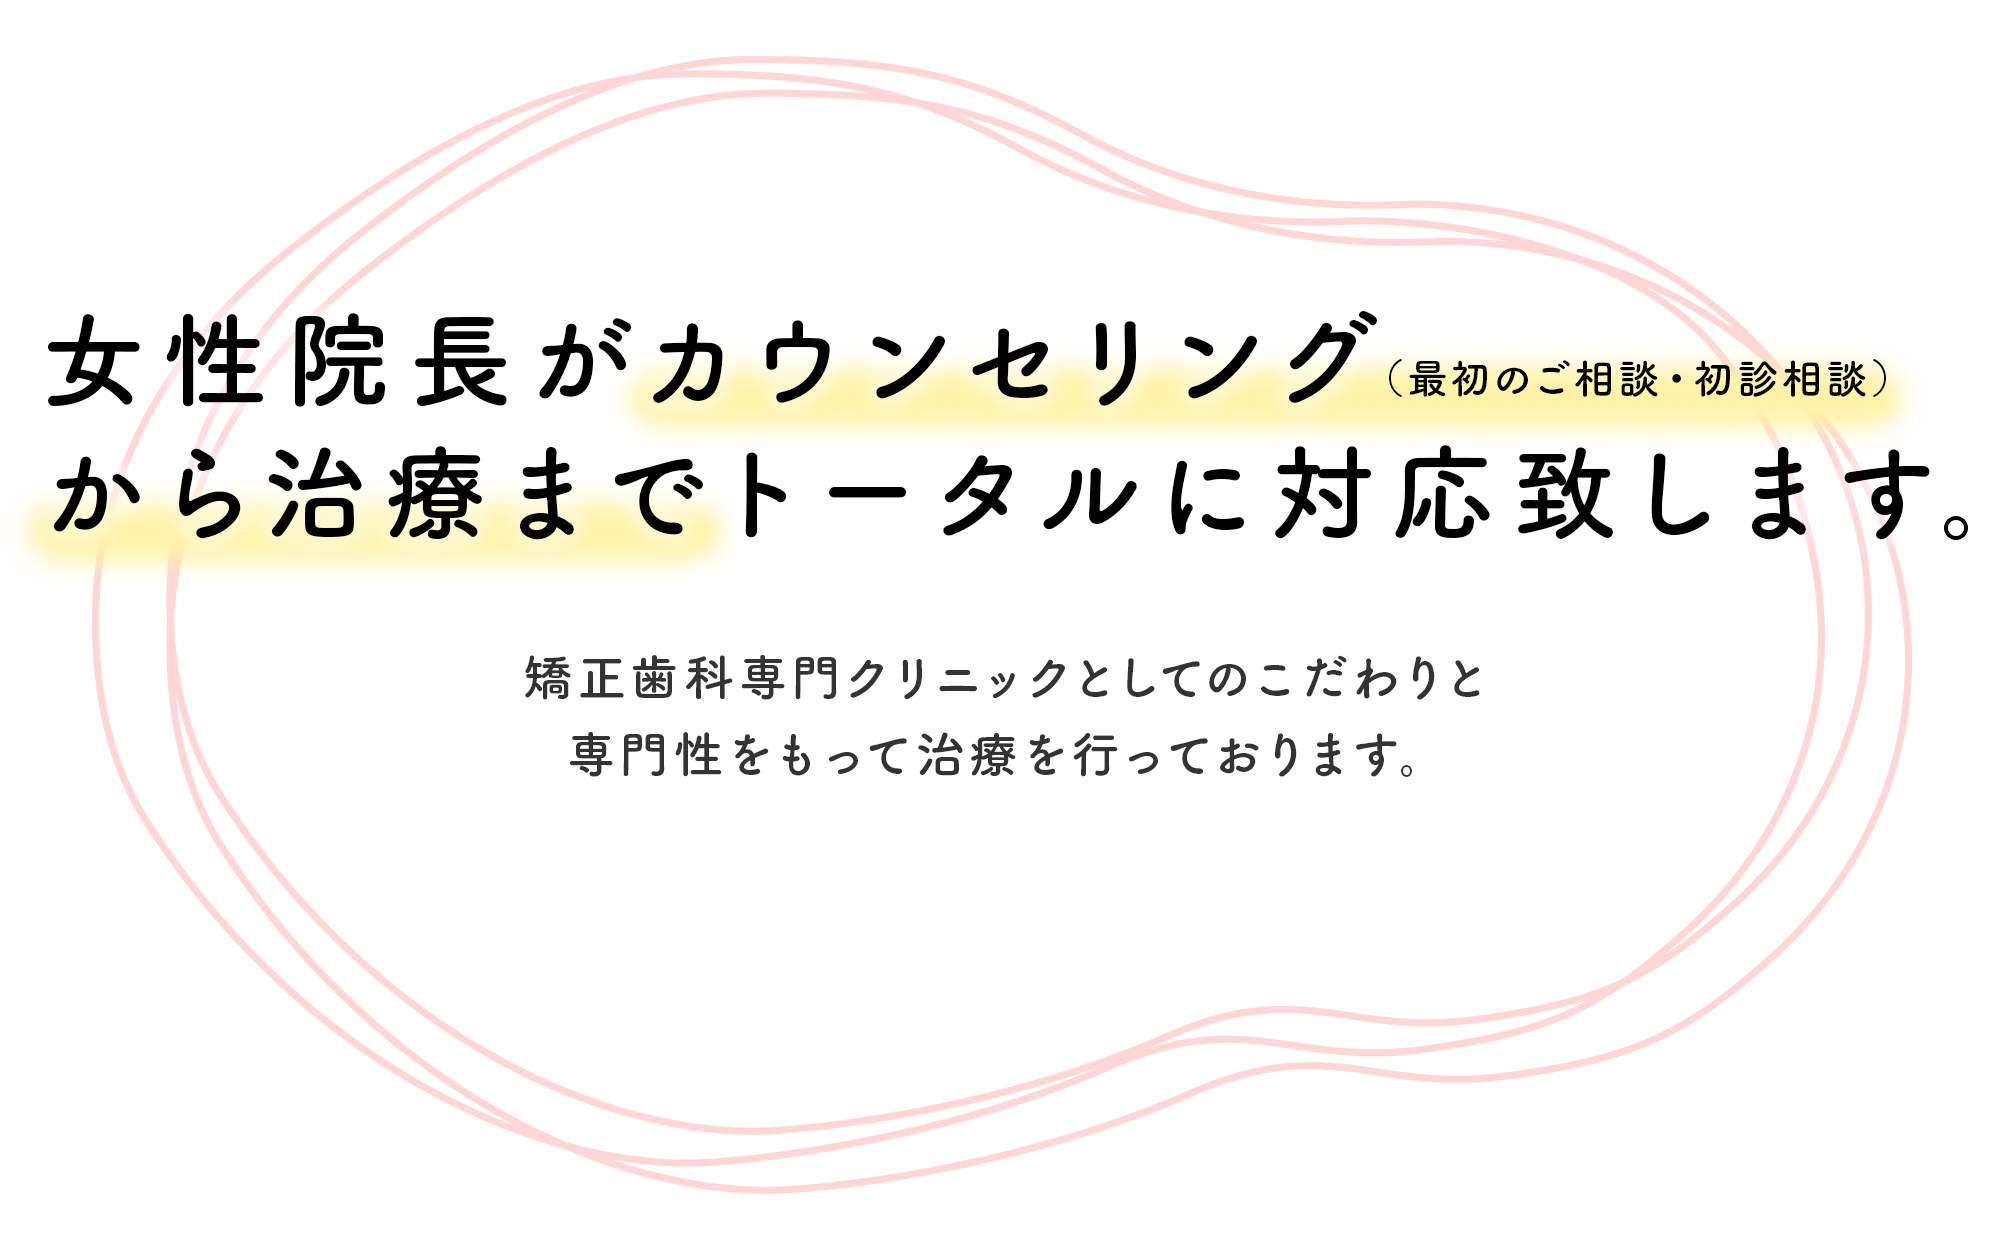 女性院長がカウンセリング（最初のご相談・初診相談）
から治療までトータルに対応致します。
矯正歯科専門クリニックとしてのこだわりと
専門性をもって治療を行っております。